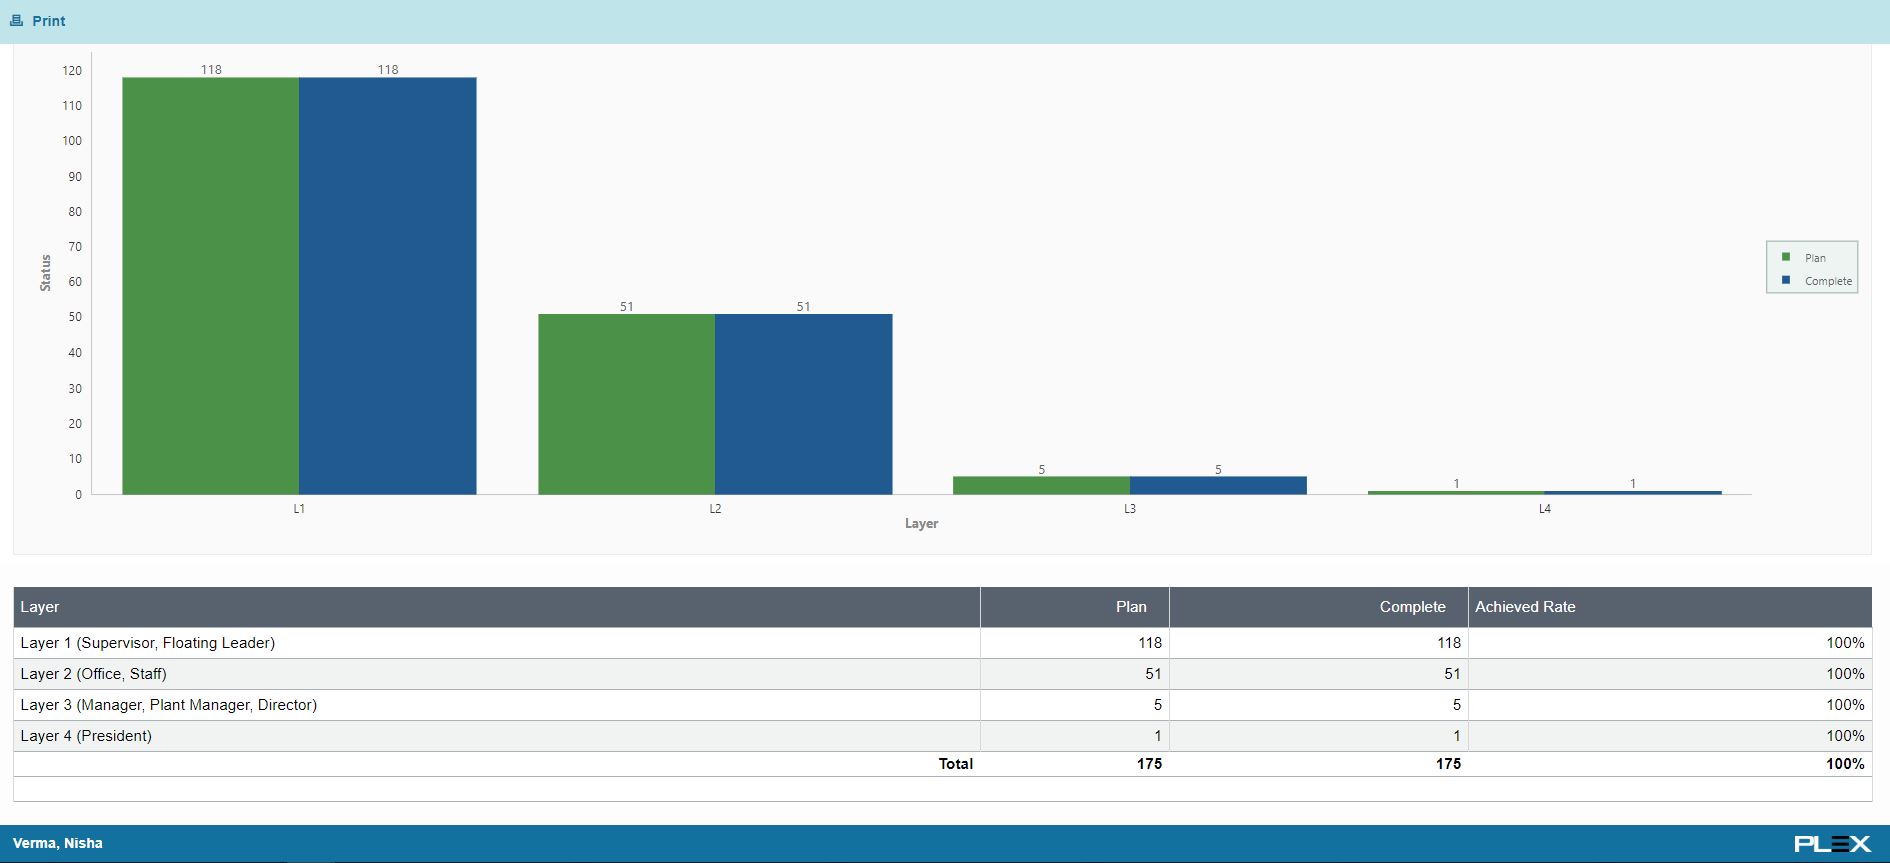 Print
120
110
100
90
80
70
60
50
40
30
20
10
0
Status
118 118
51 51
5 5
1 1
L1 L2 L3 L4
Layer
Plan
Complete
Layer Plan Complete Achieved Rate
Layer 1 (Supervisor, Floating Leader) 118 118 100%
Layer 2 (Office, Staff) 51 51 100%
Layer 3 (Manager, Plant Manager, Director) 5 5 100%
Layer 4 (President) 1 1 100%
Total 175 175 100%
Verma, Nisha
PLEX